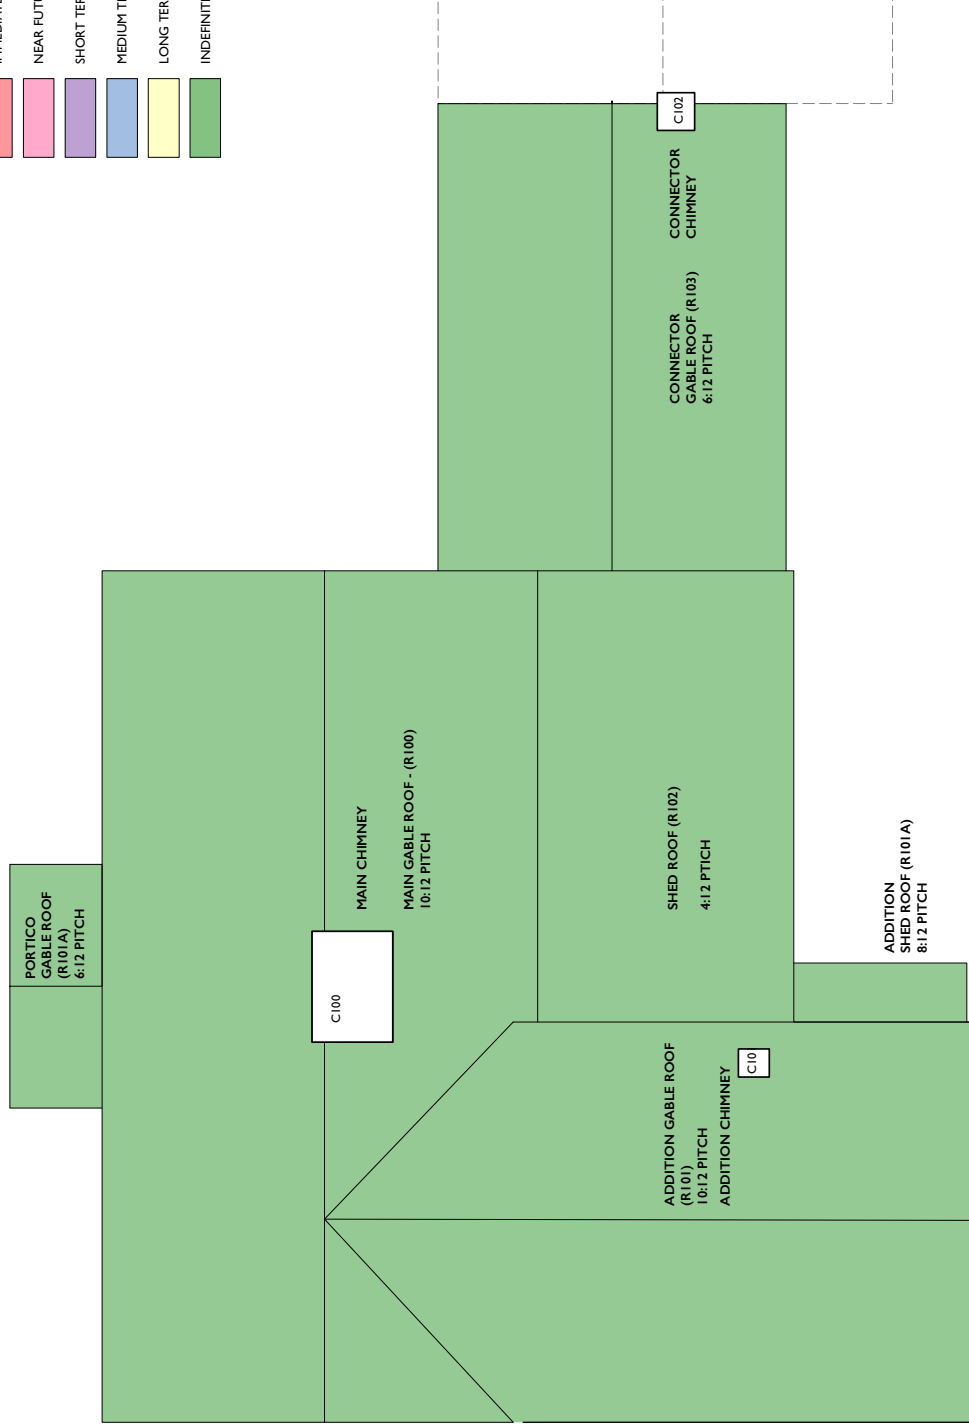 NEAR FUT
SHORT TER
MEDIUM T
LONG TER
INDEFINIT
PORTICO
GABLE ROOF
(R101A)
6:12 PITCH
MAIN CHIMNEY
MAIN GABLE ROOF - (R100)
10:12 PITCH
C100
CONNECTOR
GABLE ROOF (R103)
6:12 PITCH
CONNECTOR
CHIMNEY
C102
SHED ROOF (R102)
4:12 PTICH
ADDITION GABLE ROOF
(R101)
10:12 PITCH
ADDITION CHIMNEY
C10
ADDITION
SHED ROOF (R101A)
8:12 PITCH